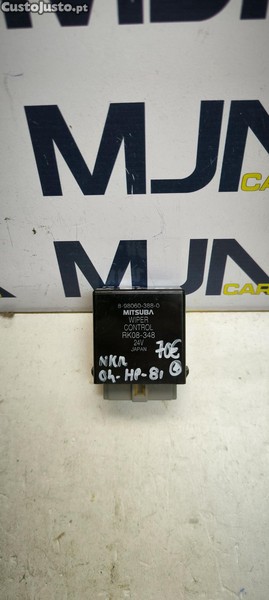 CustoJusto.pt
MJN
CAR
MJN
CAR
8-98060-388-0
MITSUBA
WIPER
CONTROL
RK08-348
24V
JAPAN
70€
NKR
04-HP-81
MJN